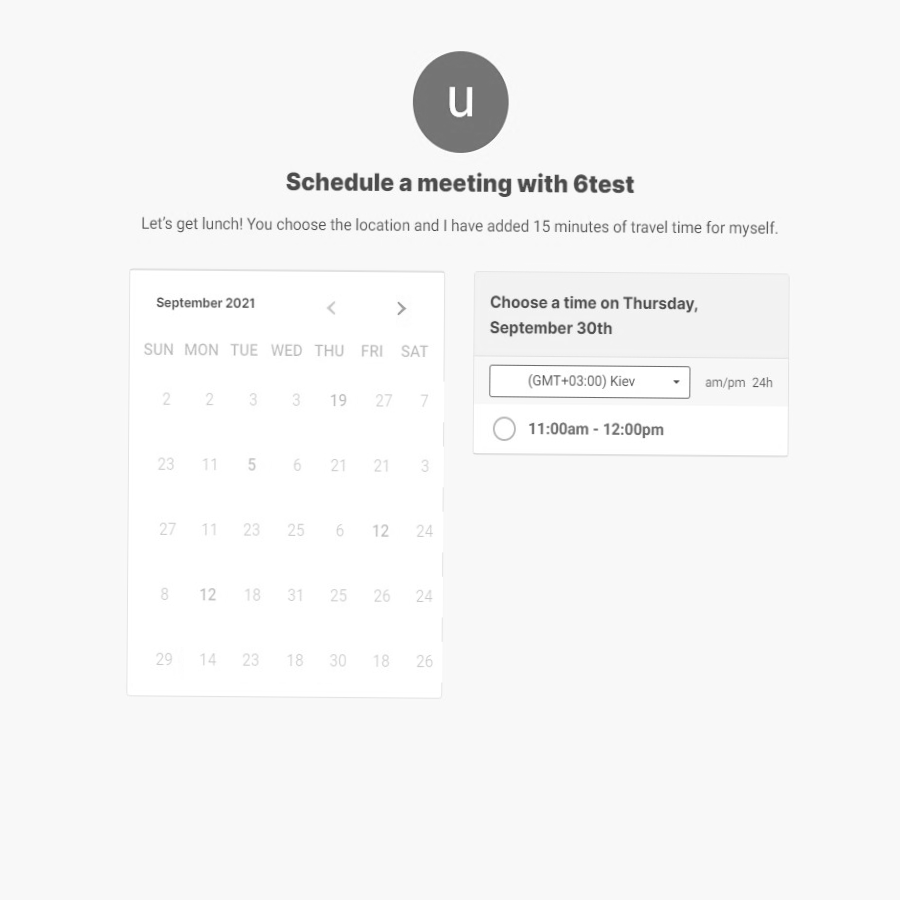 u
Schedule a meeting with 6test
Let's get lunch! You choose the location and I have added 15 minutes of travel time for myself.
September 2021
SUN MON TUE WED THU FRI SAT
2 2 3 3 19 27 7
23 11 5 6 21 21 3
27 11 23 25 6 12 24
8 12 18 31 25 26 24
29 14 23 18 30 18 26
Choose a time on Thursday,
September 30th
(GMT+03:00) Kiev
am/pm 24h
11:00am - 12:00pm